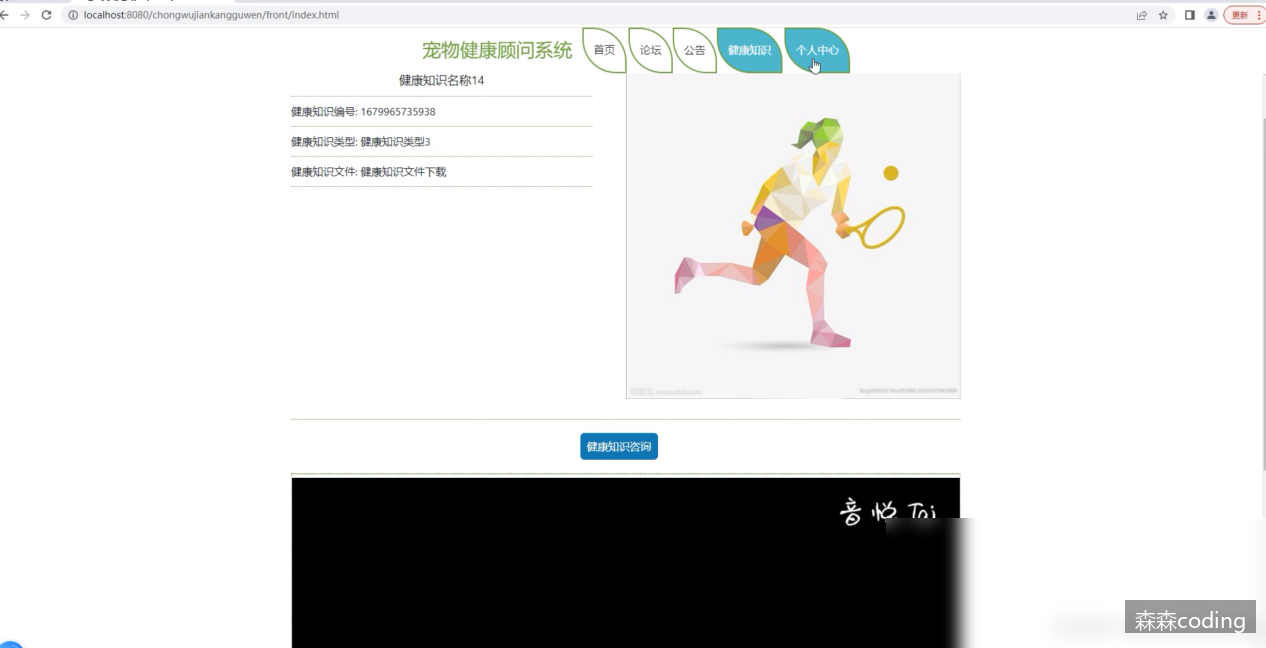 localhost:8080/chongwujiankangguwen/front/index.html
更新
宠物健康顾问系统
首页
论坛
公告
健康知识
个人中心
健康知识名称14
健康知识编号: 1679965735938
健康知识类型: 健康知识类型3
健康知识文件: 健康知识文件下载
健康知识咨询
音悦Tai
森森coding